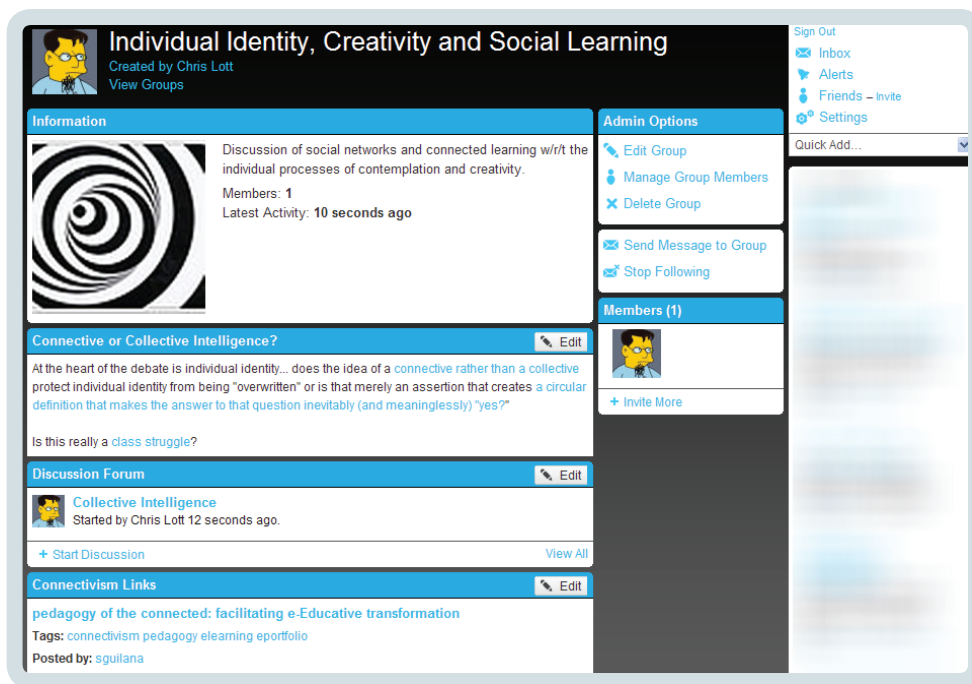 Individual Identity, Creativity and Social Learning
Created by Chris Lott
View Groups
Information
Discussion of social networks and connected learning w/r/t the
individual processes of contemplation and creativity.
Members: 1
Latest Activity: 10 seconds ago
Connective or Collective Intelligence?
Edit
At the heart of the debate is individual identity... does the idea of a connective rather than a collective
protect individual identity from being "overwritten" or is that merely an assertion that creates a circular
definition that makes the answer to that question inevitably (and meaninglessly) "yes?"
Is this really a class struggle?
Discussion Forum
Edit
Collective Intelligence
Started by Chris Lott 12 seconds ago.
+ Start Discussion
View All
Connectivism Links
Edit
pedagogy of the connected: facilitating e-Educative transformation
Tags: connectivism pedagogy elearning eportfolio
Posted by: sguilana
Admin Options
Edit Group
Manage Group Members
Delete Group
Send Message to Group
Stop Following
Members (1)
+ Invite More
Sign Out
Inbox
Alerts
Friends – Invite
Settings
Quick Add...